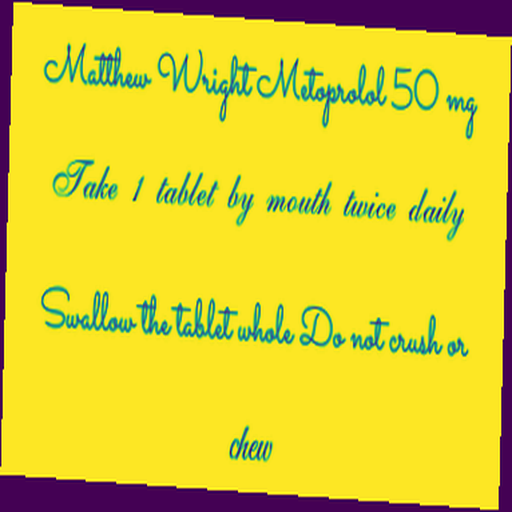 Matthew Wright Metoprolol 50 mg
Take 1 tablet by mouth twice daily
Swallow the tablet whole Do not crush or
chew